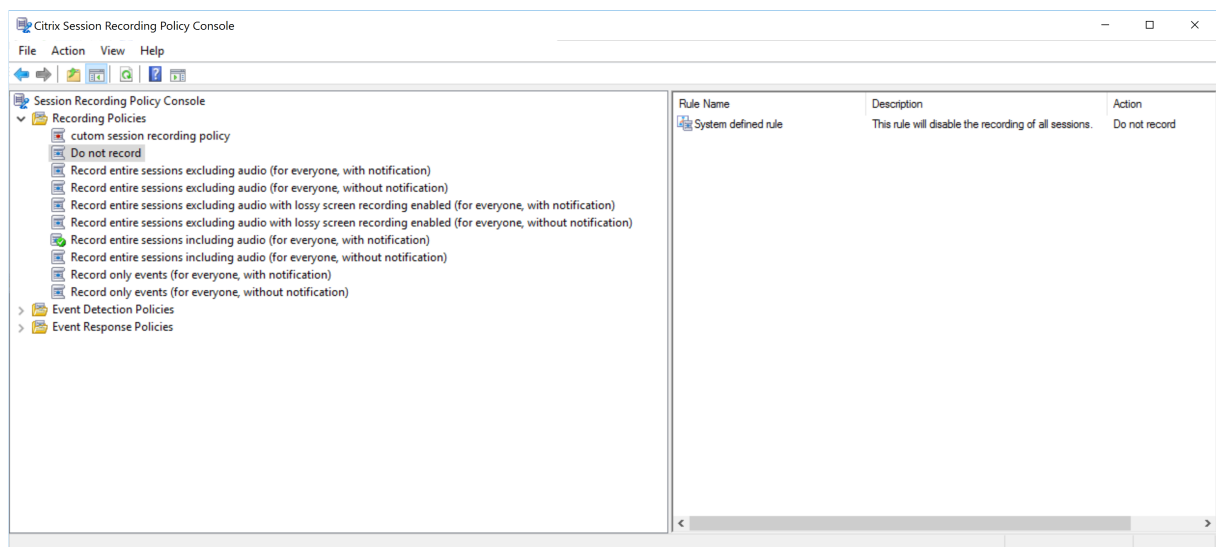 Citrix Session Recording Policy Console
File Action View Help
Session Recording Policy Console
Recording Policies
cutom session recording policy
Do not record
Record entire sessions excluding audio (for everyone, with notification)
Record entire sessions excluding audio (for everyone, without notification)
Record entire sessions excluding audio with lossy screen recording enabled (for everyone, with notification)
Record entire sessions excluding audio with lossy screen recording enabled (for everyone, without notification)
Record entire sessions including audio (for everyone, with notification)
Record entire sessions including audio (for everyone, without notification)
Record only events (for everyone, with notification)
Record only events (for everyone, without notification)
Event Detection Policies
Event Response Policies
Rule Name Description Action
System defined rule This rule will disable the recording of all sessions. Do not record